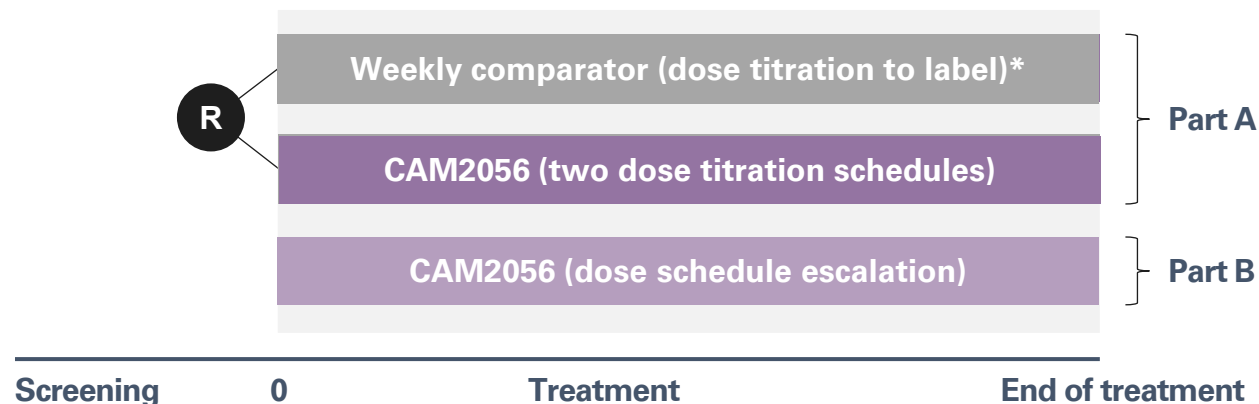 Weekly comparator (dose titration to label)*
R
Part A
CAM2056 (two dose titration schedules)
CAM2056 (dose schedule escalation)
Part B
Screening 0 Treatment End of treatment